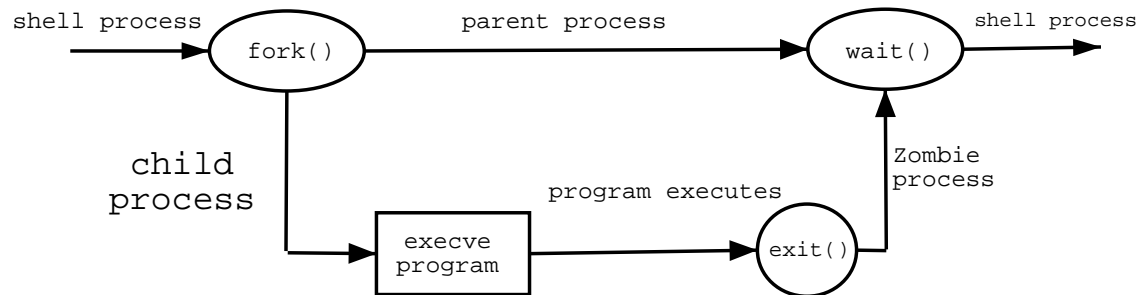 shell process
fork()
parent process
wait()
shell process
child
process
Zombie
process
program executes
execve
program
exit()